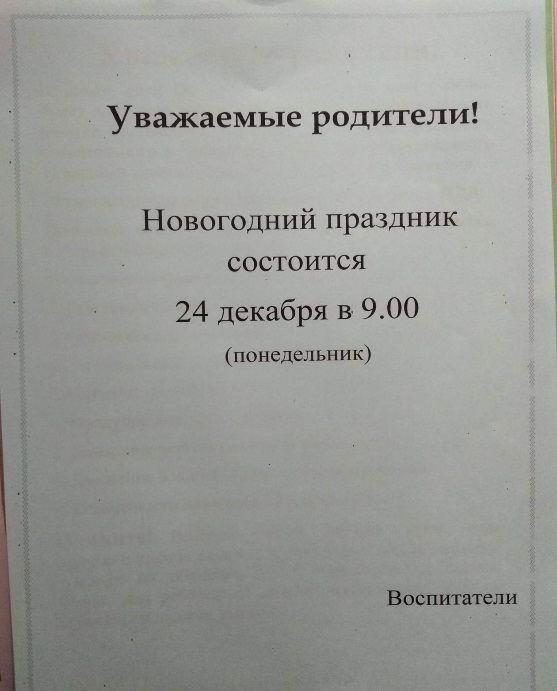 Уважаемые родители!
Новогодний праздник
состоится
24 декабря в 9.00
(понедельник)
Воспитатели